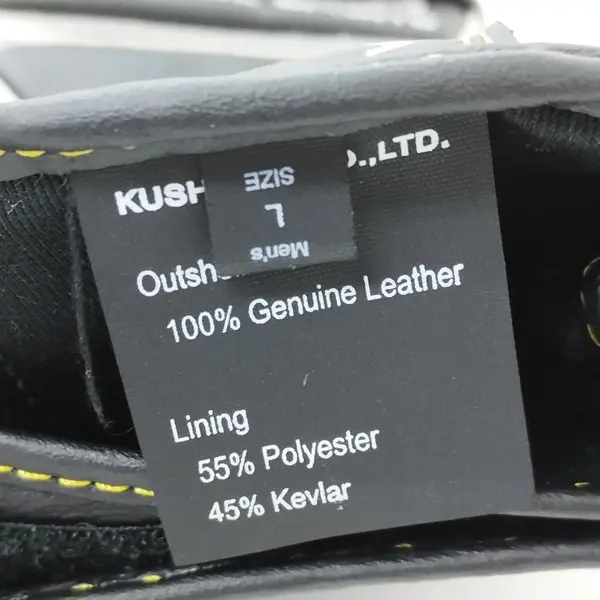 KUSH
.,LTD.
Men's
L
SIZE
Outsh
100% Genuine Leather
Lining
55% Polyester
45% Kevlar